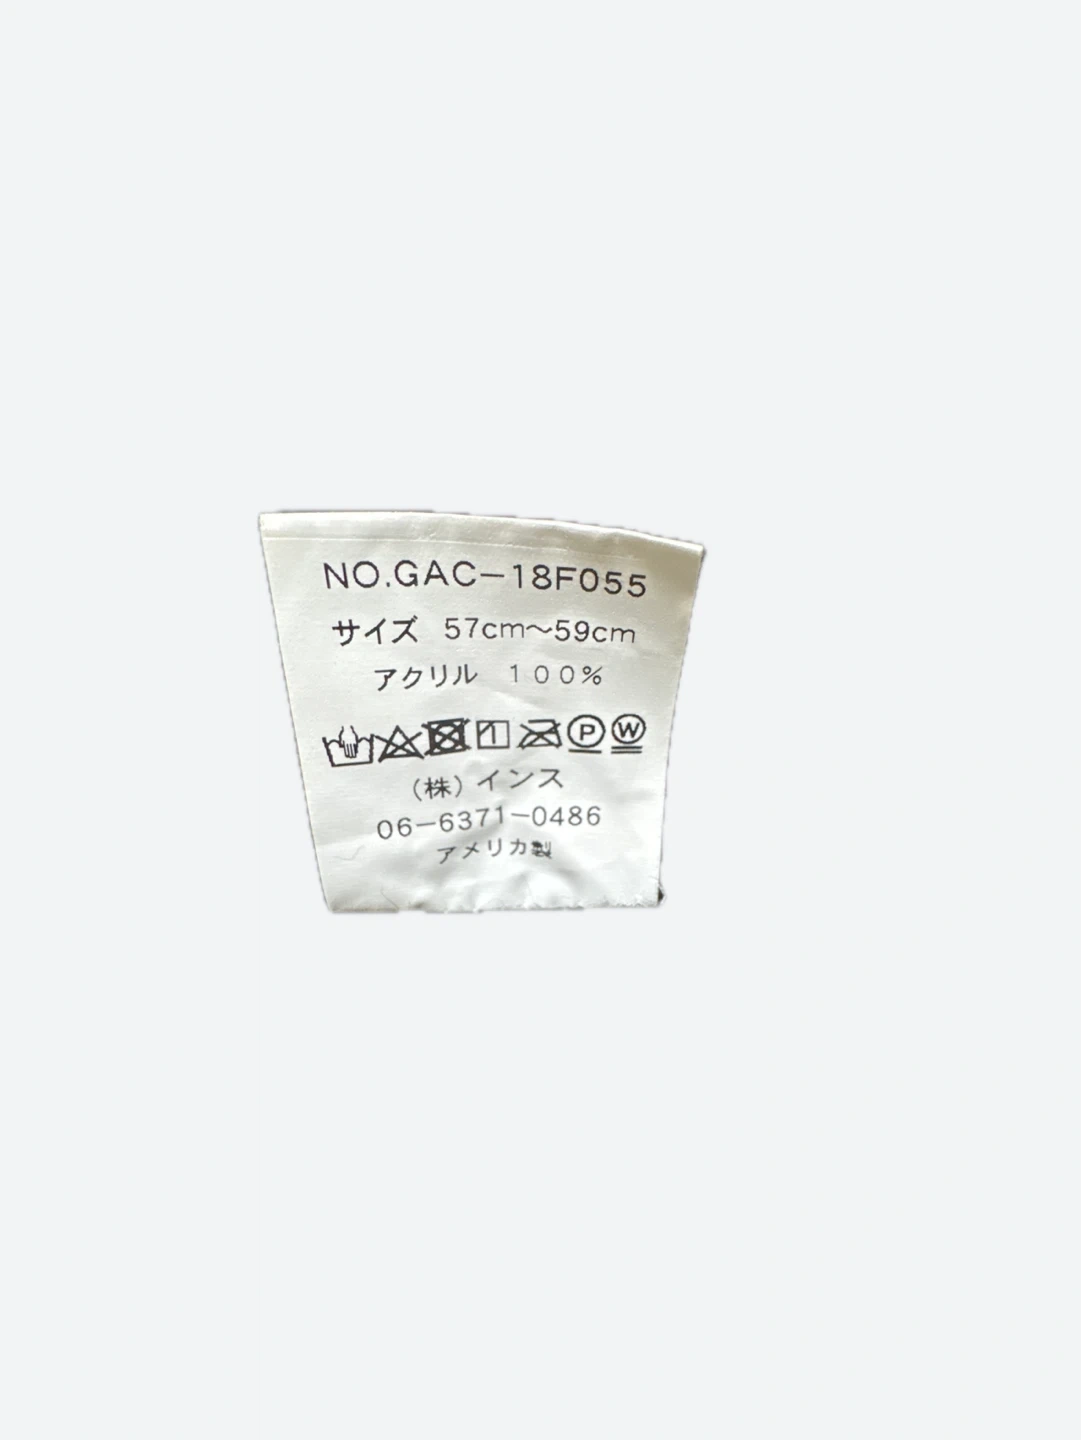 NO.GAC－18F055
サイズ 57cm～59cm
アクリル １００％
P W
(株) インス
06－6371－0486
アメリカ製